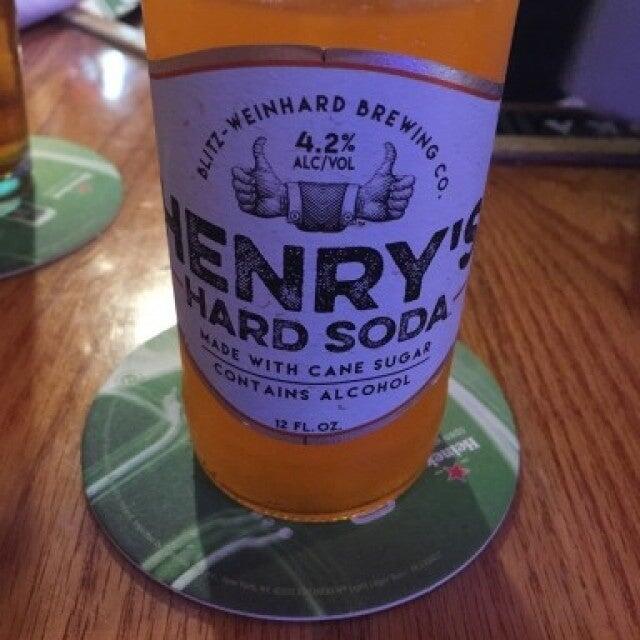 BLITZ-WEINHARD BREWING CO.
4.2%
ALC/VOL
HENRY'S
HARD SODA
MADE WITH CANE SUGAR
CONTAINS ALCOHOL
12 FL.OZ.